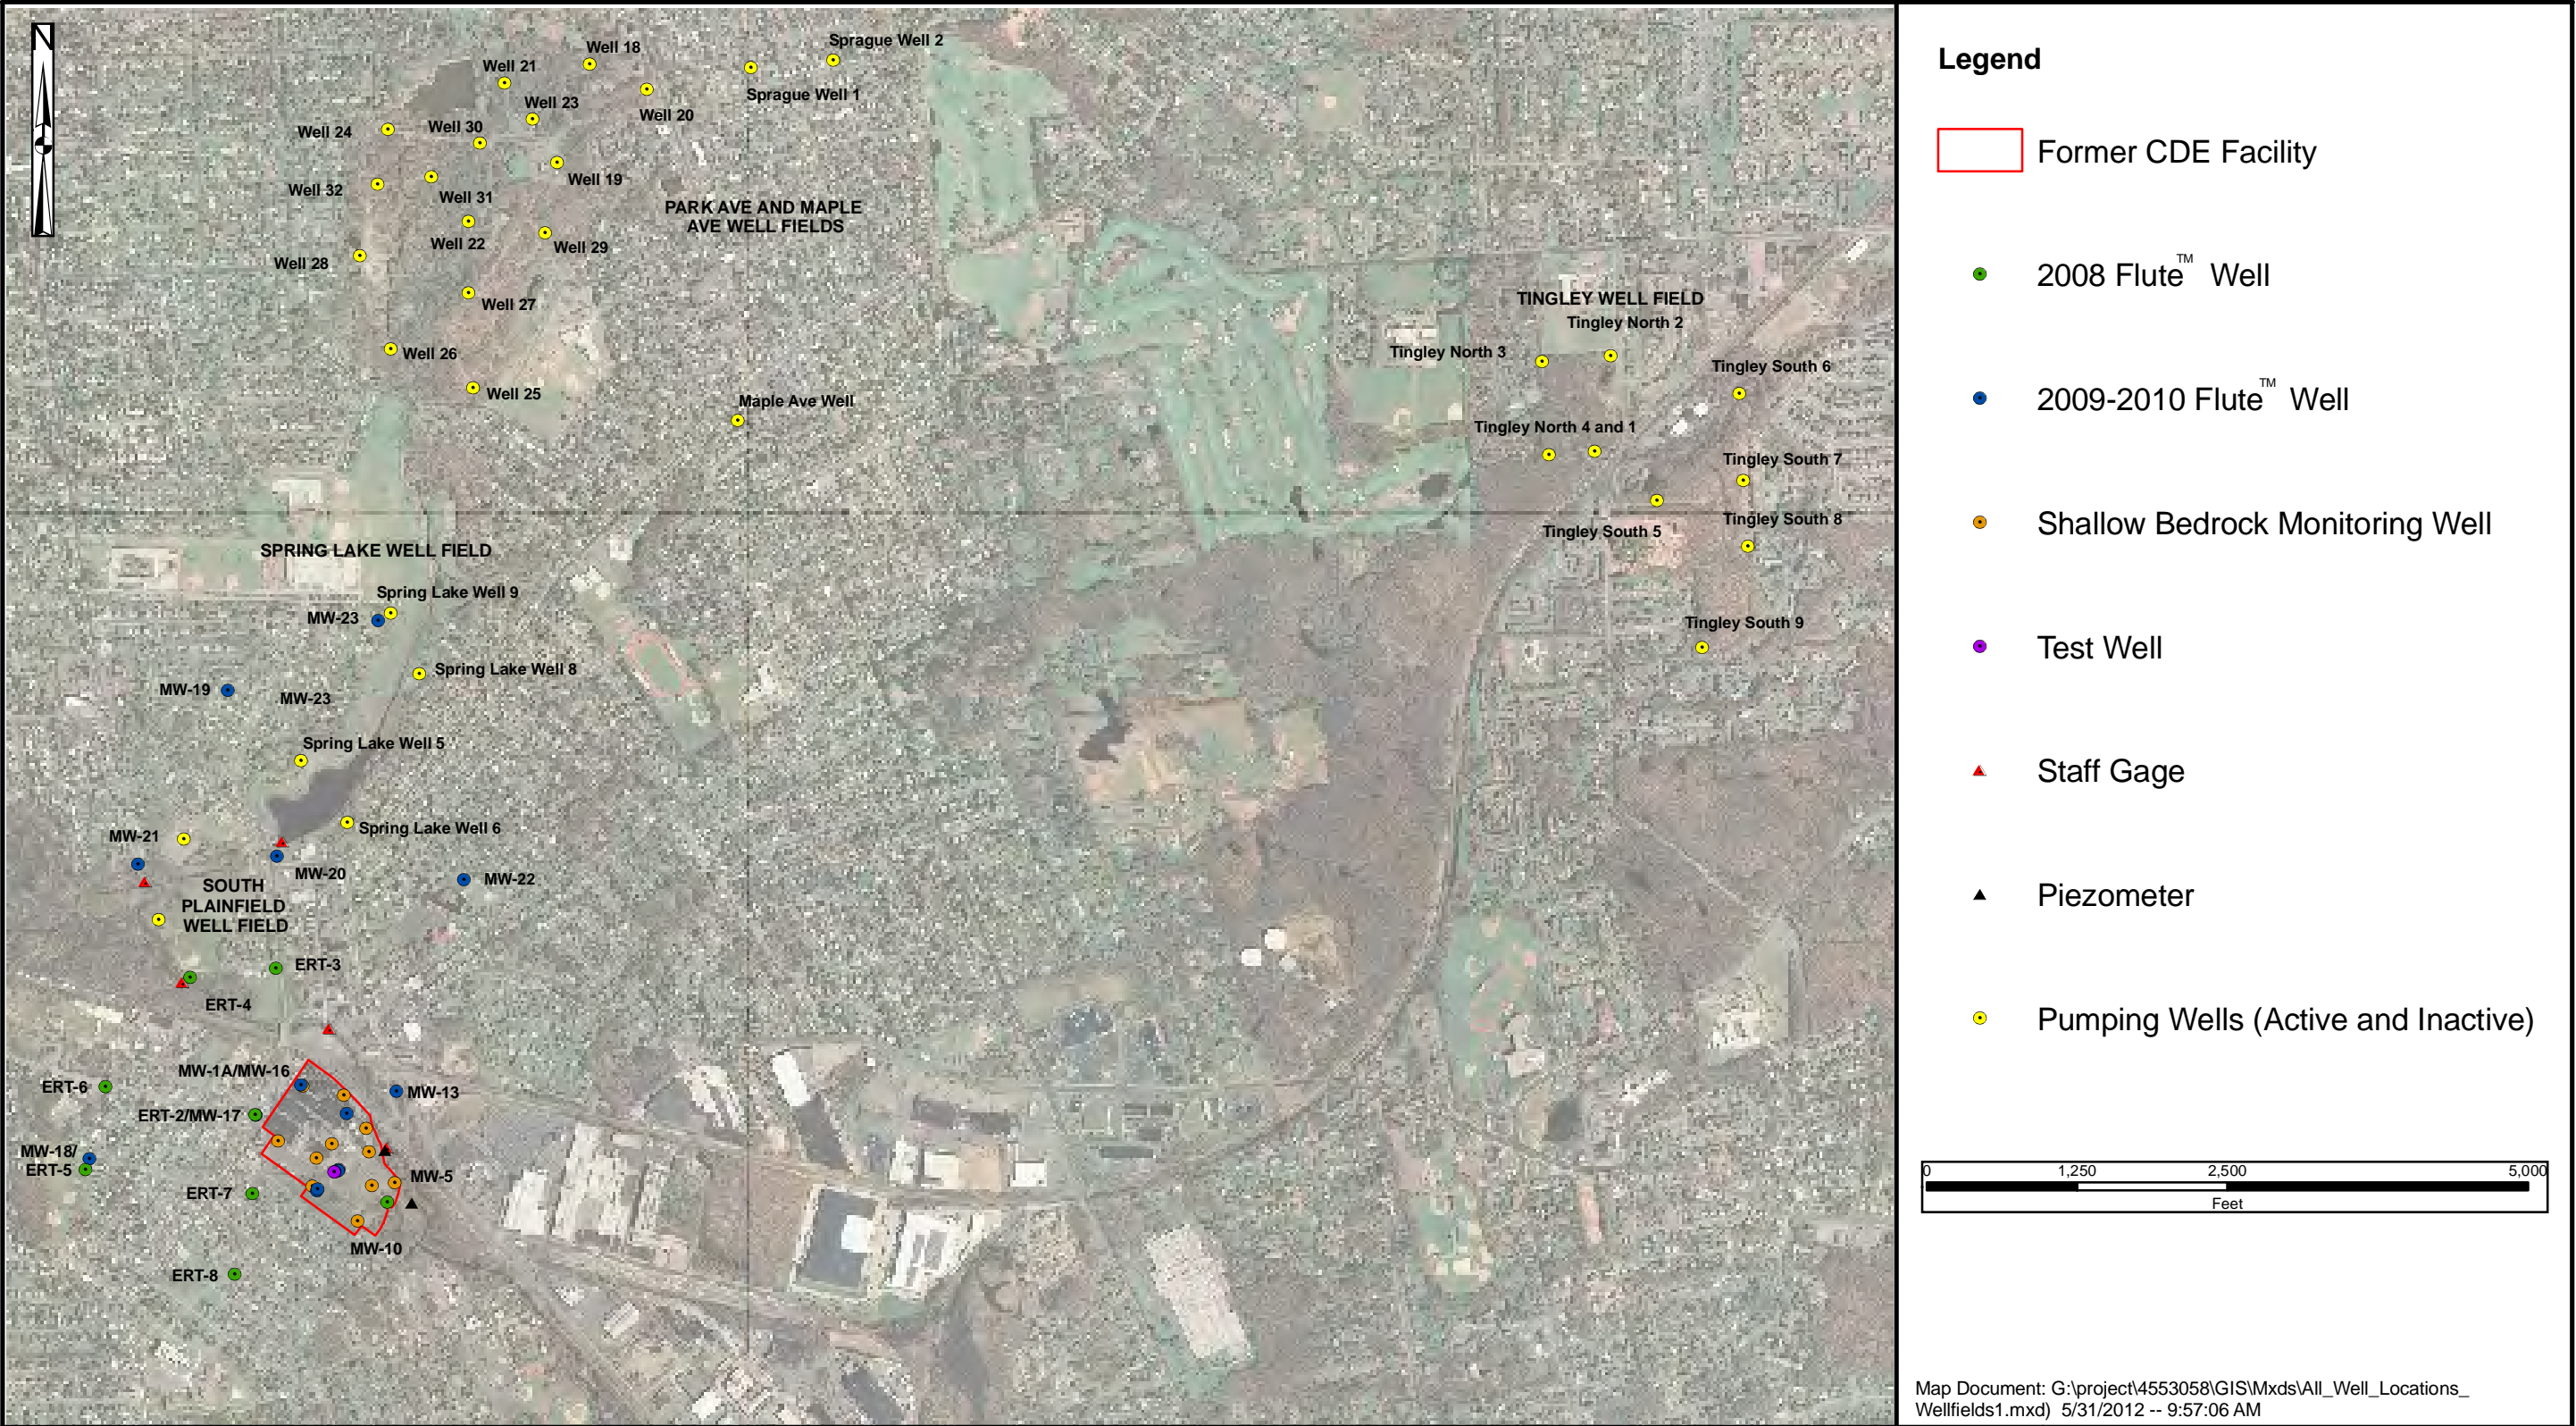 N
Well 18
Sprague Well 2
Well 21
Sprague Well 1
Well 23
Well 20
Well 24
Well 30
Well 19
Well 32
Well 31
PARK AVE AND MAPLE
AVE WELL FIELDS
Well 22
Well 29
Well 28
Well 27
TINGLEY WELL FIELD
Tingley North 2
Tingley North 3
Well 26
Tingley South 6
Well 25
Maple Ave Well
Tingley North 4 and 1
Tingley South 7
Tingley South 8
Tingley South 5
SPRING LAKE WELL FIELD
Spring Lake Well 9
MW-23
Tingley South 9
Spring Lake Well 8
MW-19
MW-23
Spring Lake Well 5
Spring Lake Well 6
MW-21
MW-20
MW-22
SOUTH
PLAINFIELD
WELL FIELD
ERT-3
ERT-4
MW-1A/MW-16
ERT-6
MW-13
ERT-2/MW-17
MW-18/
ERT-5
MW-5
ERT-7
MW-10
ERT-8
Legend
Former CDE Facility
2008 Flute™ Well
2009-2010 Flute™ Well
Shallow Bedrock Monitoring Well
Test Well
Staff Gage
Piezometer
Pumping Wells (Active and Inactive)
0 1,250 2,500 5,000
Feet
Map Document: G:\project\4553058\GIS\Mxds\All_Well_Locations_
Wellfields1.mxd) 5/31/2012 -- 9:57:06 AM